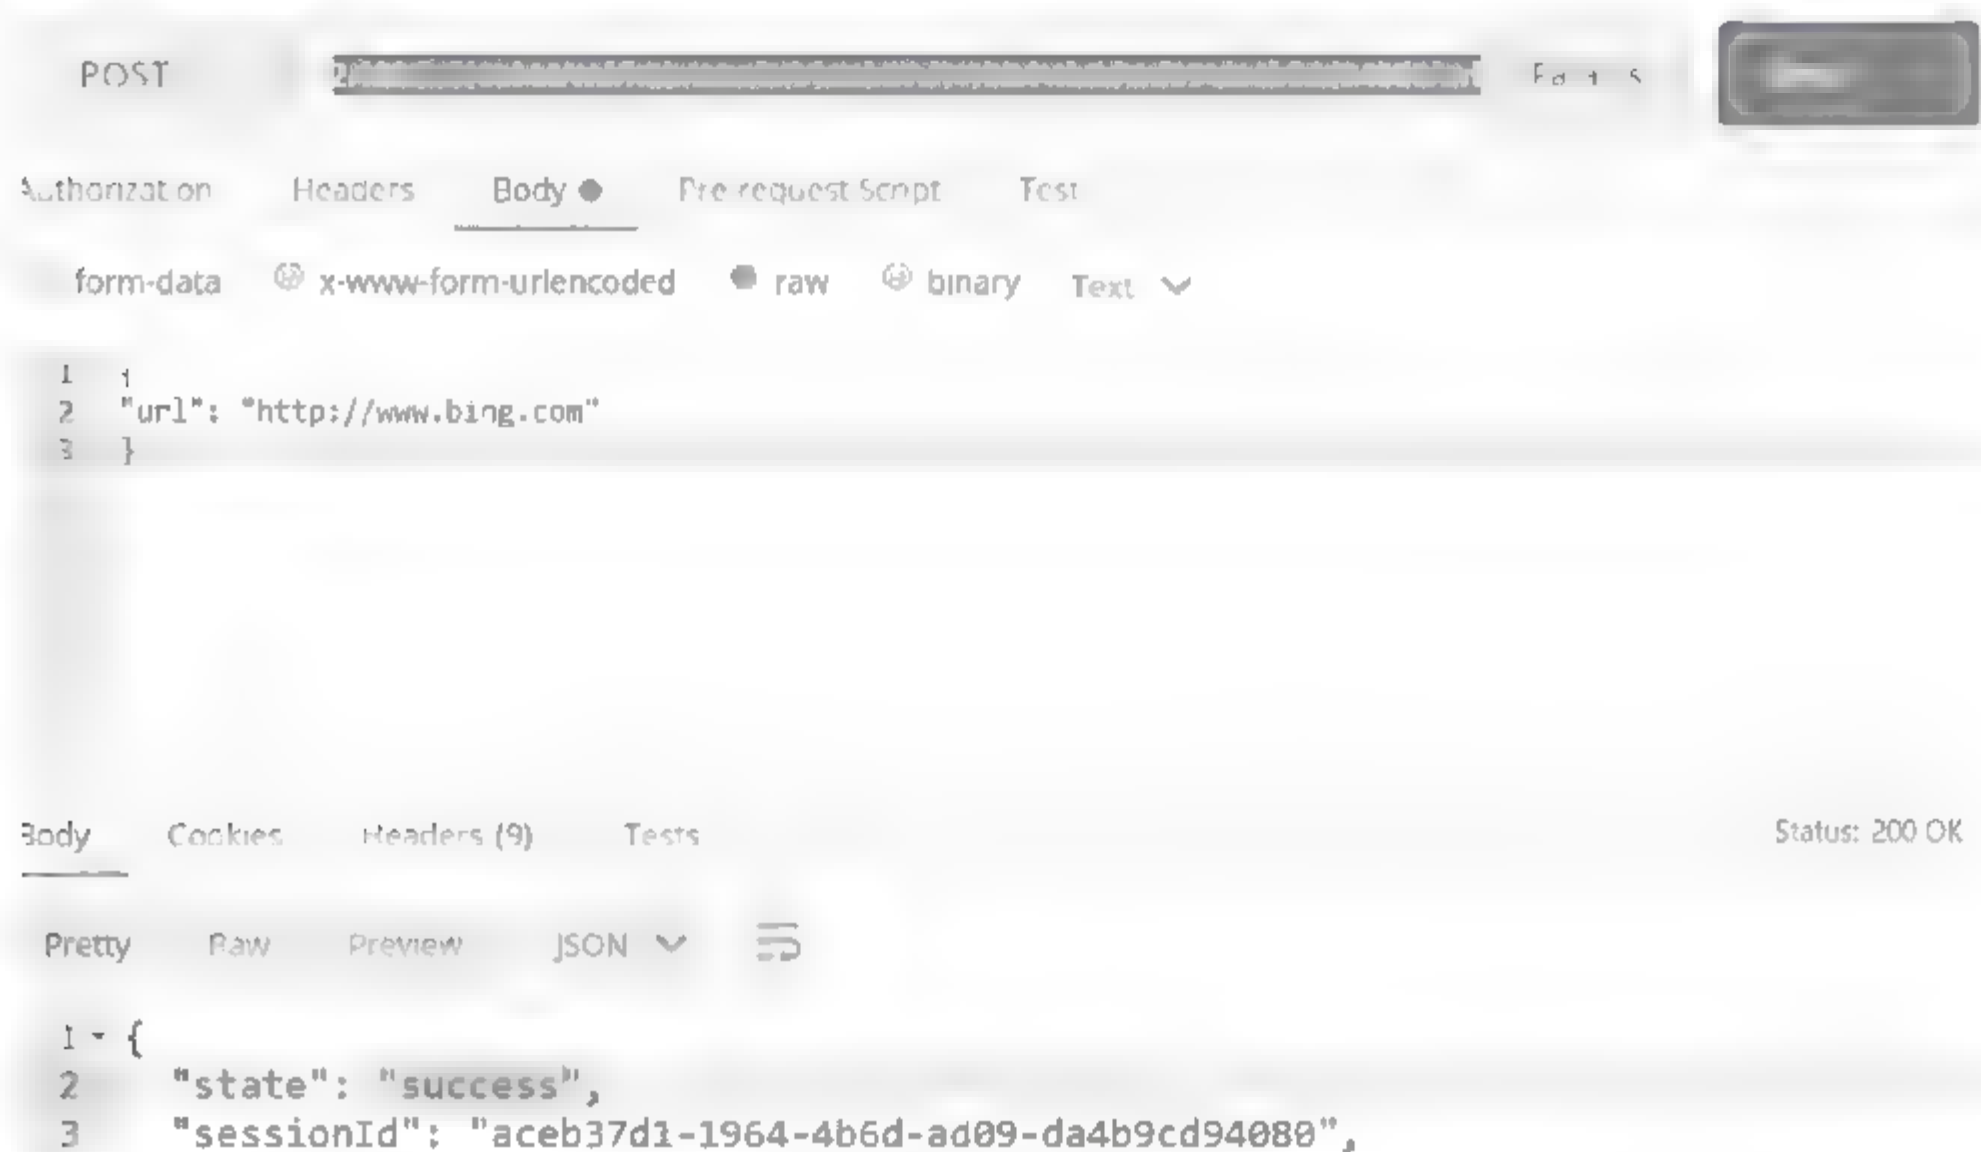 POST
Authorization Headers Body Pre-request Script Test
form-data x-www-form-urlencoded raw binary Text
1 {
2 "url": "http://www.bing.com"
3 }
Body Cookies Headers (9) Tests Status: 200 OK
Pretty Raw Preview JSON
1 {
2 "state": "success",
3 "sessionId": "aceb37d1-1964-4b6d-ad09-da4b9cd94080",